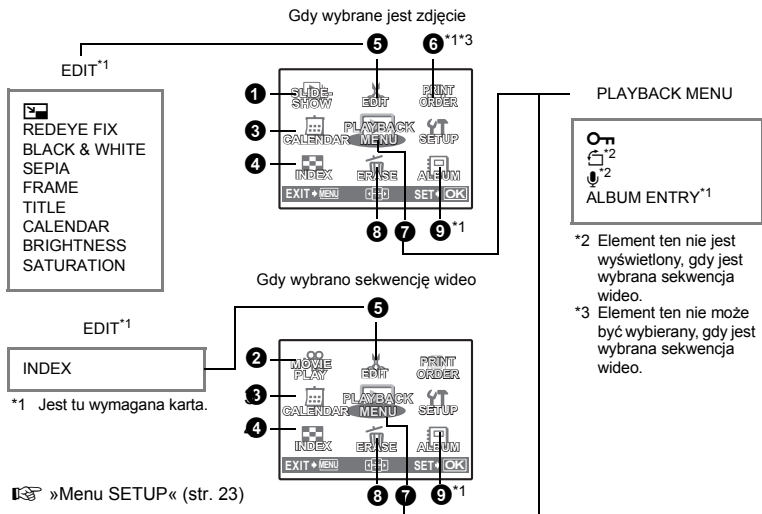 Gdy wybrane jest zdjęcie
EDIT*1
5
6 *1*3
REDEYE FIX
BLACK & WHITE
SEPIA
FRAME
TITLE
CALENDAR
BRIGHTNESS
SATURATION
1 SLIDE-SHOW
EDIT
PRINT ORDER
3 CALENDAR
PLAYBACK MENU
SETUP
4 INDEX
ERASE
ALBUM
EXIT MENU
SET OK
8 7 9 *1
PLAYBACK MENU
*2
*2
ALBUM ENTRY*1
*2 Element ten nie jest
wyświetlony, gdy jest
wybrana sekwencja
wideo.
*3 Element ten nie może
być wybierany, gdy jest
wybrana sekwencja
wideo.
Gdy wybrano sekwencję wideo
EDIT*1
5
INDEX
*1 Jest tu wymagana karta.
2 MOVIE PLAY
EDIT
PRINT ORDER
3 CALENDAR
PLAYBACK MENU
SETUP
4 INDEX
ERASE
ALBUM
EXIT MENU
SET OK
8 7 9 *1
»Menu SETUP« (str. 23)